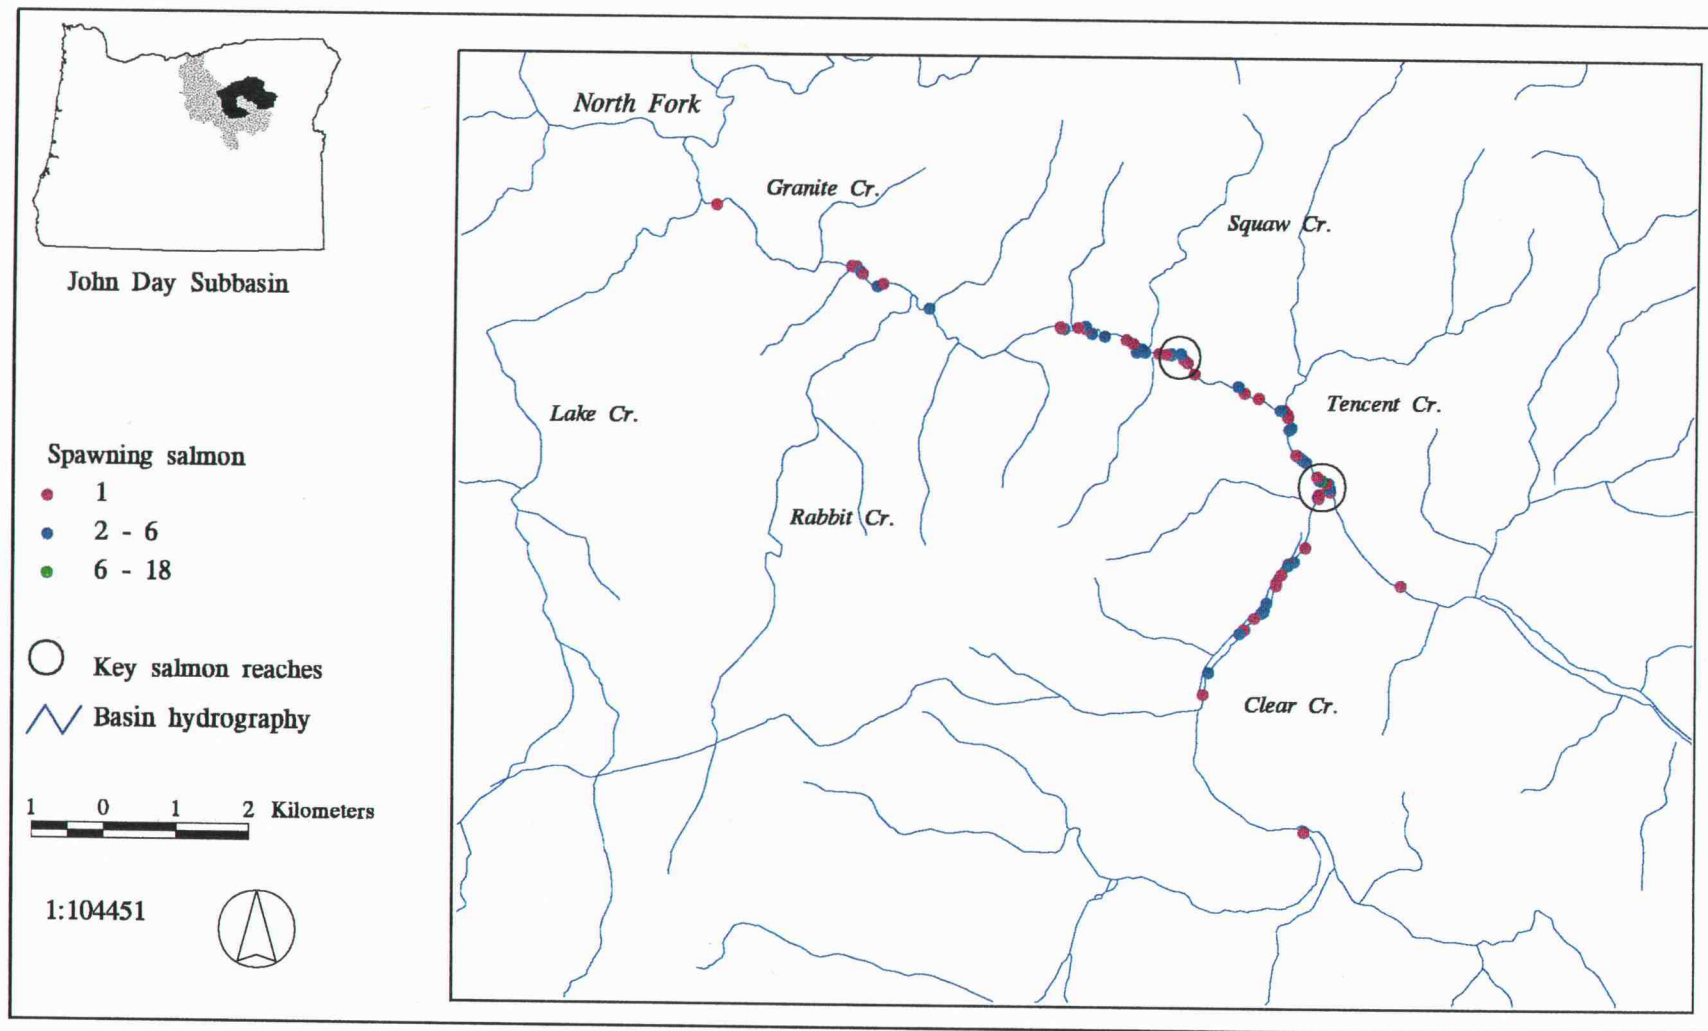 John Day Subbasin
Spawning salmon
1
2 - 6
6 - 18
Key salmon reaches
Basin hydrography
1 0 1 2 Kilometers
1:104451
North Fork
Granite Cr.
Squaw Cr.
Lake Cr.
Tencent Cr.
Rabbit Cr.
Clear Cr.